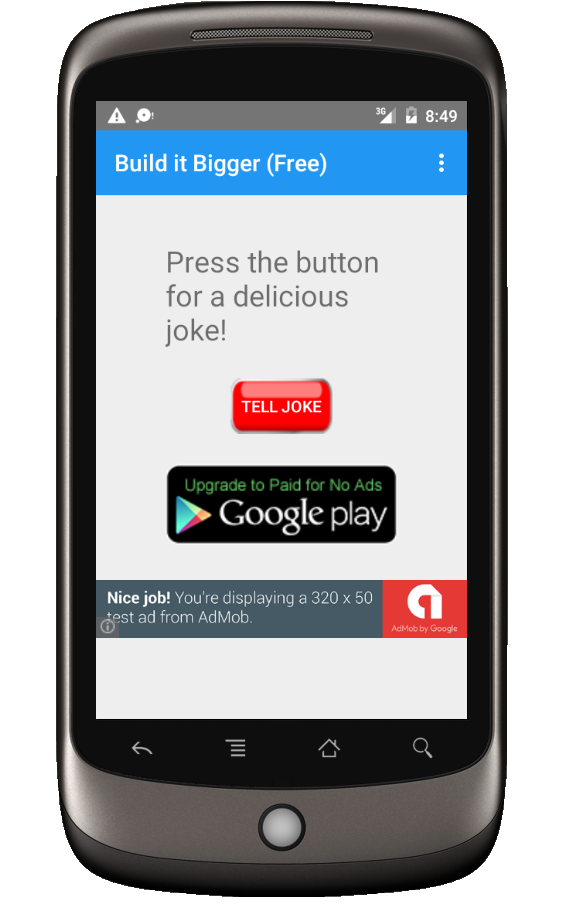 3G 8:49
Build it Bigger (Free)
Press the button
for a delicious
joke!
TELL JOKE
Upgrade to Paid for No Ads
Google play
Nice job! You're displaying a 320 x 50
test ad from AdMob.
AdMob by Google